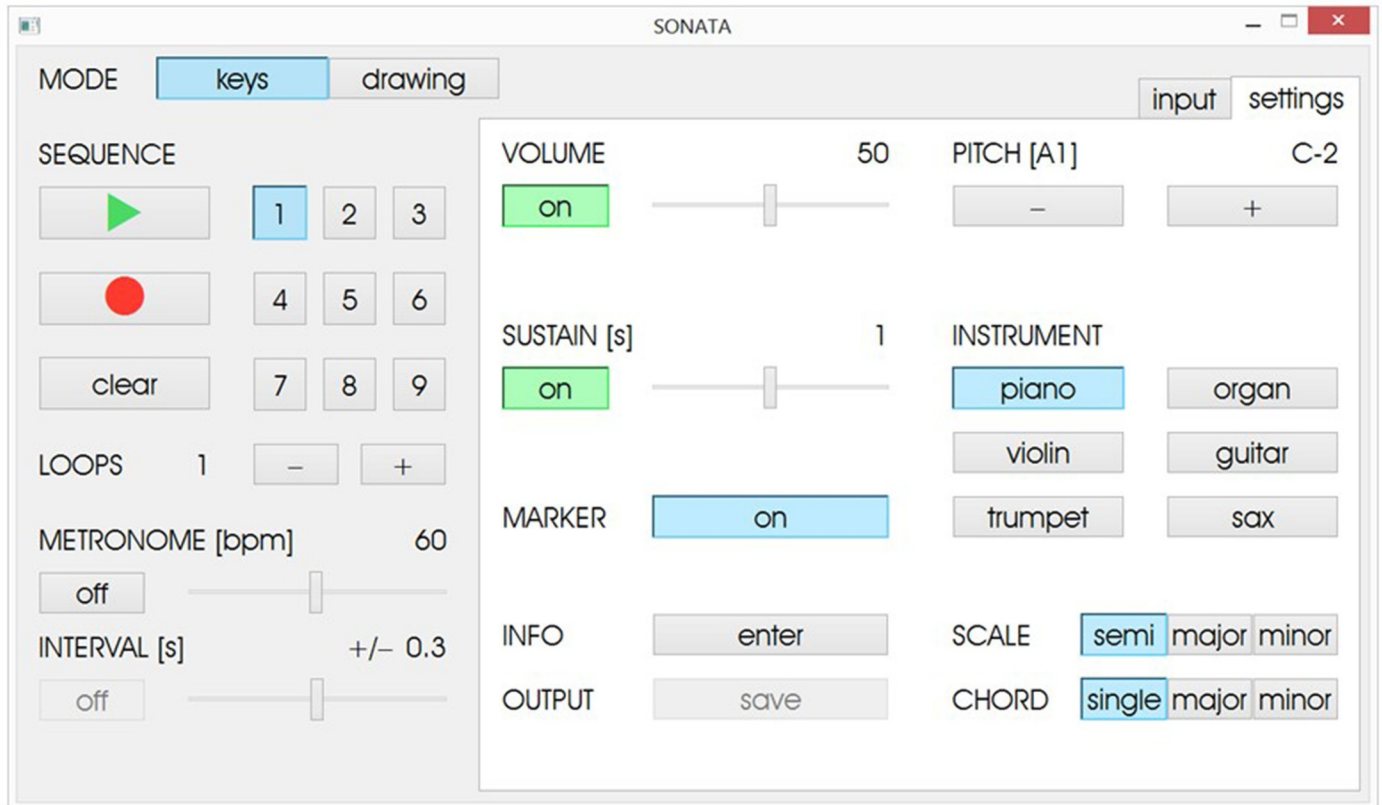 SONATA
MODE keys drawing
input settings
SEQUENCE
1 2 3
4 5 6
clear 7 8 9
LOOPS 1 – +
METRONOME [bpm] 60
off
INTERVAL [s] +/– 0.3
off
VOLUME 50
on
SUSTAIN [s] 1
on
MARKER on
INFO enter
OUTPUT save
PITCH [A1] C-2
– +
INSTRUMENT
piano organ
violin guitar
trumpet sax
SCALE semi major minor
CHORD single major minor